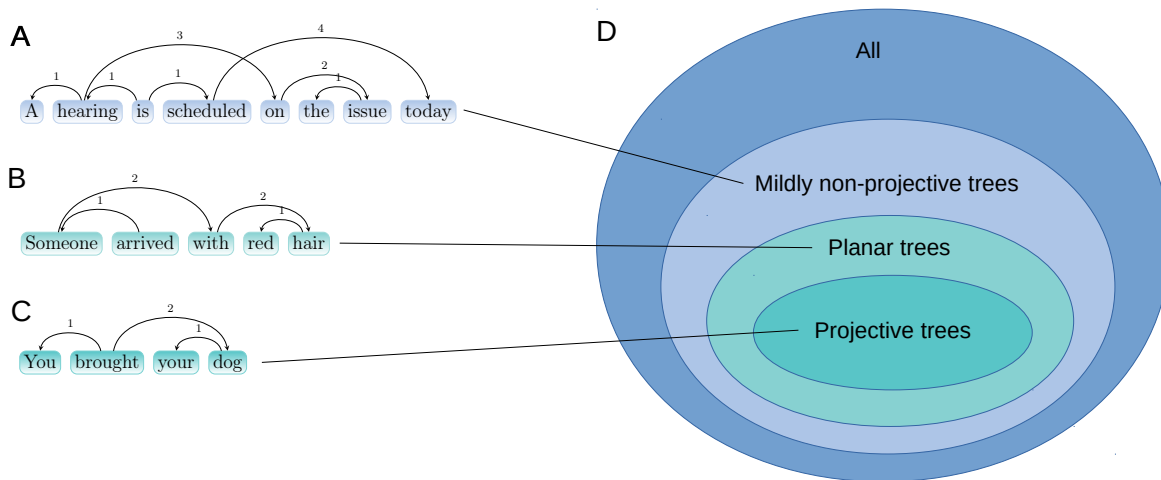 A
3
4
1
1
1
2
1
A hearing is scheduled on the issue today
B
2
1
2
1
Someone arrived with red hair
C
1
2
1
You brought your dog
D
All
Mildly non-projective trees
Planar trees
Projective trees